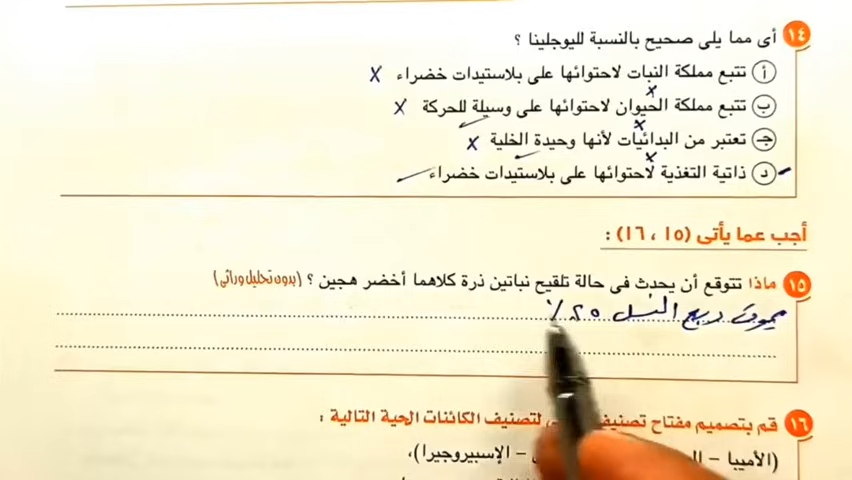 ١٤ أى مما يلى صحيح بالنسبة لليوجلينا ؟
أ تتبع مملكة النبات لاحتوائها على بلاستيدات خضراء
ب تتبع مملكة الحيوان لاحتوائها على وسيلة للحركة
جـ تعتبر من البدائيات لأنها وحيدة الخلية
د ذاتية التغذية لاحتوائها على بلاستيدات خضراء
أجب عما يأتى (١٥ ، ١٦) :
١٥ ماذا تتوقع أن يحدث فى حالة تلقيح نباتين ذرة كلاهما أخضر هجين ؟ (بدون تحليل وراثى)
يموت ربع النسل ٢٥ ٪
١٦ قم بتصميم مفتاح لتصنيف الكائنات الحية التالية :
(الأميبا – – الإسبيروجيرا)،